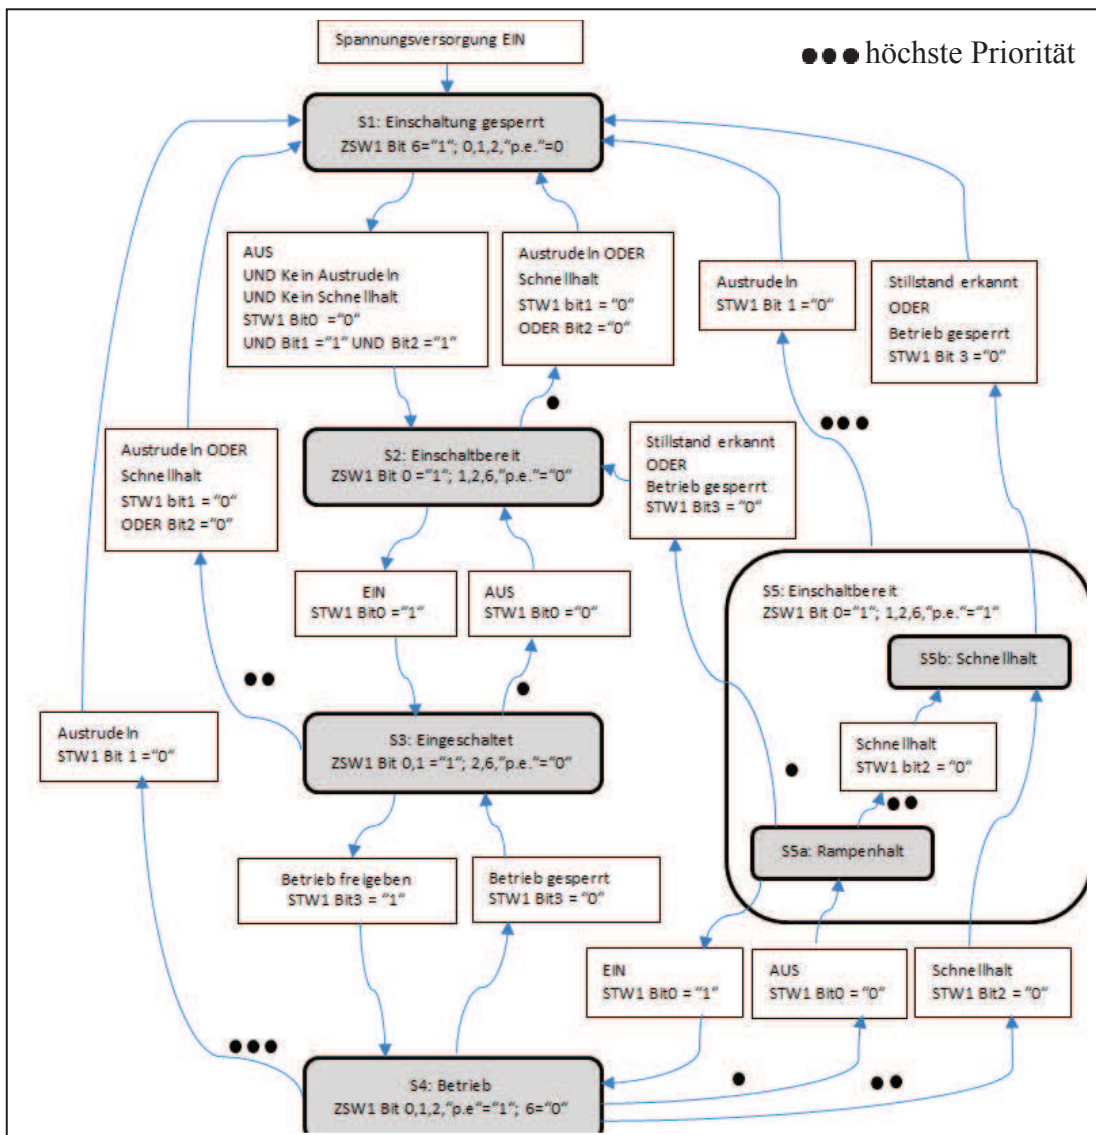 Spannungsversorgung EIN
●●● höchste Priorität
S1: Einschaltung gesperrt
ZSW1 Bit 6="1"; 0,1,2,"p.e."=0
AUS
UND Kein Austrudeln
UND Kein Schnellhalt
STW1 Bit0 ="0"
UND Bit1 ="1" UND Bit2 ="1"
Austrudeln ODER
Schnellhalt
STW1 bit1 = "0"
ODER Bit2 ="0"
Austrudeln
STW1 Bit 1 ="0"
Stillstand erkannt
ODER
Betrieb gesperrt
STW1 Bit 3 ="0"
Austrudeln ODER
Schnellhalt
STW1 bit1 = "0"
ODER Bit2 ="0"
S2: Einschaltbereit
ZSW1 Bit 0 ="1"; 1,2,6,"p.e."="0"
Stillstand erkannt
ODER
Betrieb gesperrt
STW1 Bit3 ="0"
EIN
STW1 Bit0 ="1"
AUS
STW1 Bit0 ="0"
S5: Einschaltbereit
ZSW1 Bit 0="1"; 1,2,6,"p.e."="1"
S5b: Schnellhalt
Austrudeln
STW1 Bit 1 ="0"
S3: Eingeschaltet
ZSW1 Bit 0,1 ="1"; 2,6,"p.e."="0"
Schnellhalt
STW1 bit2 ="0"
S5a: Rampenhalt
Betrieb freigeben
STW1 Bit3 = "1"
Betrieb gesperrt
STW1 Bit3 ="0"
EIN
STW1 Bit0 ="1"
AUS
STW1 Bit0 ="0"
Schnellhalt
STW1 Bit2 ="0"
S4: Betrieb
ZSW1 Bit 0,1,2,"p.e"="1"; 6="0"